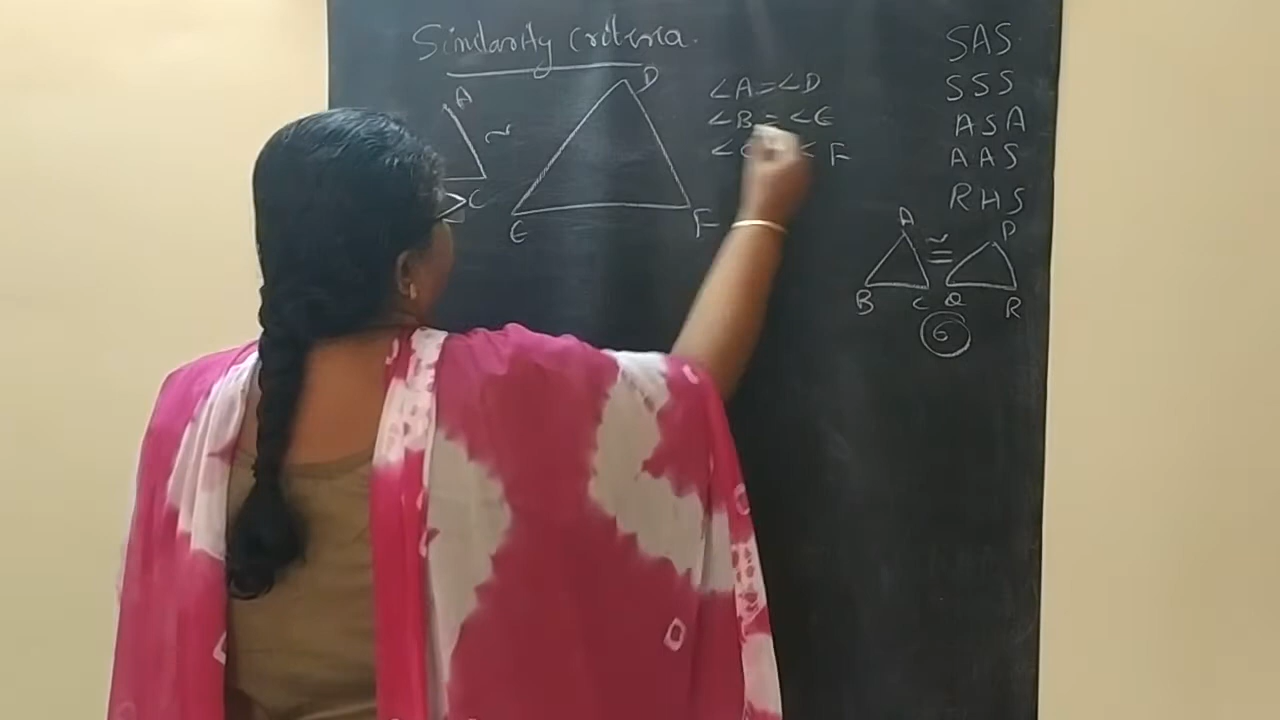 Similarity criteria.
A
~
C
D
E
F
∠A = ∠D
∠B = ∠E
∠C ∠F
SAS
SSS
ASA
AAS
RHS
A
B C
≅
P
Q R
6